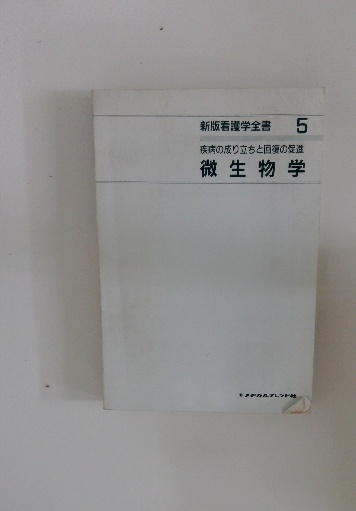 新版看護学全書 5
疾病の成り立ちと回復の促進
微生物学
メヂカルフレンド社